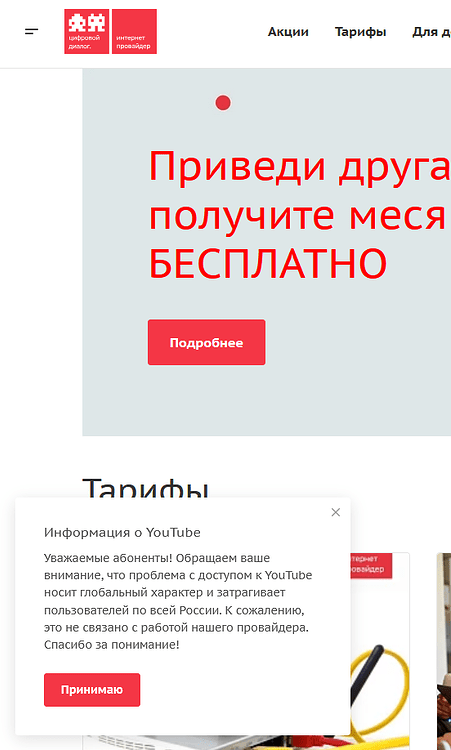 цифровой
диалог.
интернет
провайдер
Акции Тарифы Для д
Приведи друга
получите меся
БЕСПЛАТНО
Подробнее
Тарифы
Информация о YouTube
Уважаемые абоненты! Обращаем ваше
внимание, что проблема с доступом к YouTube
носит глобальный характер и затрагивает
пользователей по всей России. К сожалению,
это не связано с работой нашего провайдера.
Спасибо за понимание!
Принимаю
тернет
овайдер